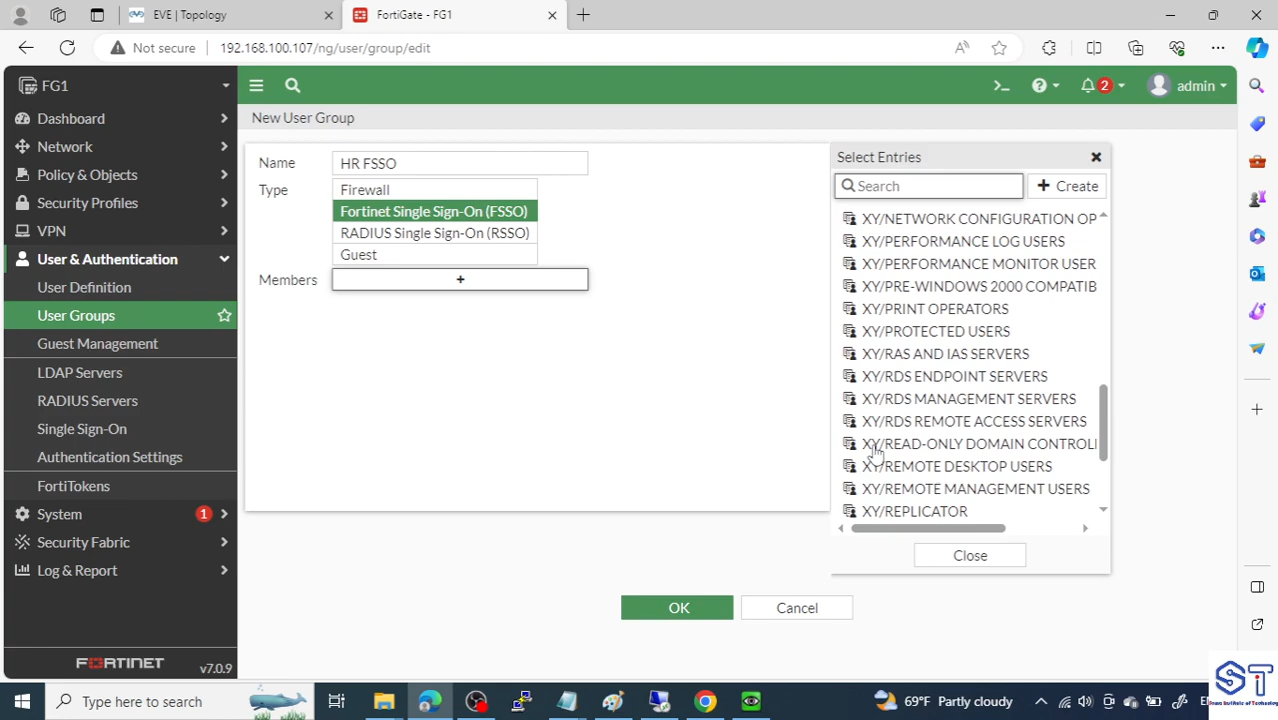 EVE | Topology
FortiGate - FG1
Not secure
192.168.100.107/ng/user/group/edit
FG1
2
admin
Dashboard
Network
Policy & Objects
Security Profiles
VPN
User & Authentication
User Definition
User Groups
Guest Management
LDAP Servers
RADIUS Servers
Single Sign-On
Authentication Settings
FortiTokens
System
1
Security Fabric
Log & Report
FORTINET
v7.0.9
New User Group
Name
HR FSSO
Type
Firewall
Fortinet Single Sign-On (FSSO)
RADIUS Single Sign-On (RSSO)
Guest
Members
+
Select Entries
Search
+ Create
XY/NETWORK CONFIGURATION OP
XY/PERFORMANCE LOG USERS
XY/PERFORMANCE MONITOR USER
XY/PRE-WINDOWS 2000 COMPATIB
XY/PRINT OPERATORS
XY/PROTECTED USERS
XY/RAS AND IAS SERVERS
XY/RDS ENDPOINT SERVERS
XY/RDS MANAGEMENT SERVERS
XY/RDS REMOTE ACCESS SERVERS
XY/READ-ONLY DOMAIN CONTROLL
XY/REMOTE DESKTOP USERS
XY/REMOTE MANAGEMENT USERS
XY/REPLICATOR
Close
OK
Cancel
Type here to search
69°F Partly cloudy